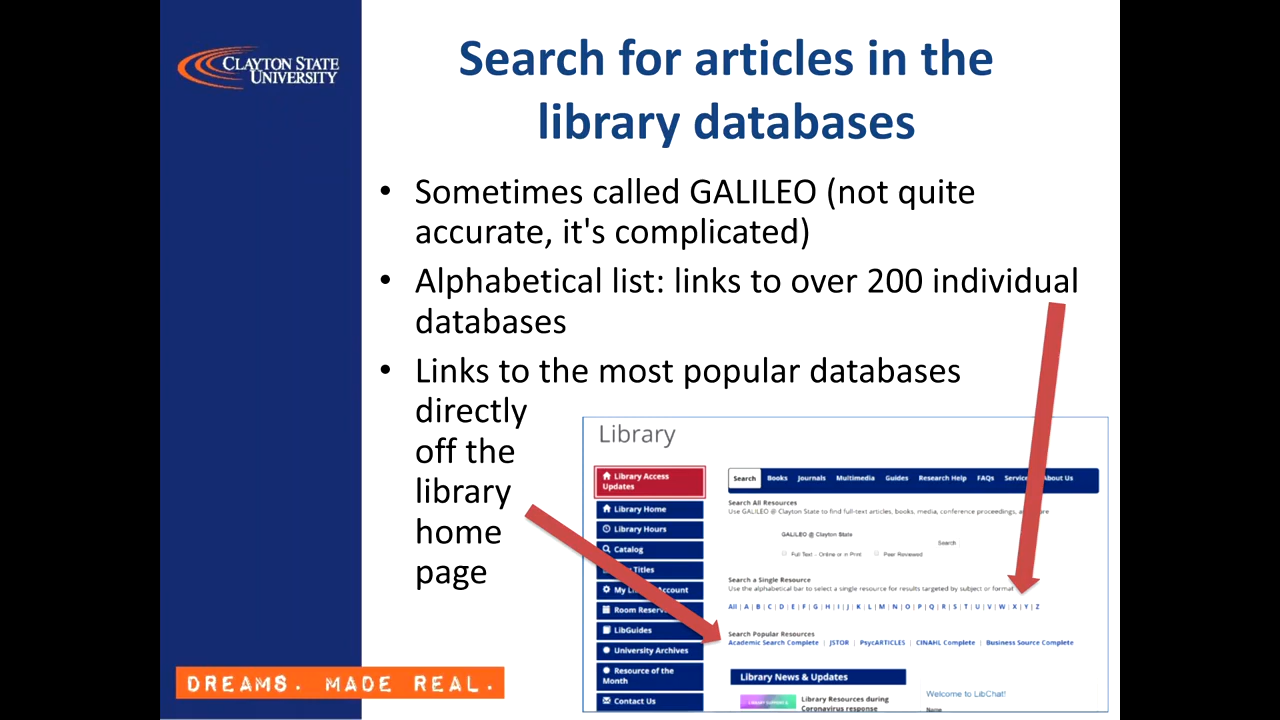 CLAYTON STATE
UNIVERSITY
Search for articles in the
library databases
• Sometimes called GALILEO (not quite
accurate, it's complicated)
• Alphabetical list: links to over 200 individual
databases
• Links to the most popular databases
directly
off the
library
home
page
Library
Library Access
Updates
Library Home
Library Hours
Catalog
Titles
My Account
Room
LibGuides
University Archives
Resource of the
Month
Contact Us
Search Books Journals Multimedia Guides Research Help FAQs About Us
Search All Resources
Use GALILEO @ Clayton State to find full-text articles, books, media, conference proceedings,
GALILEO @ Clayton State
Search
Full Text - Online or in Print Peer Reviewed
Search a Single Resource
Use the alphabetical bar to select a single resource for results targeted by subject or format
All | A | B | C | D | E | F | G | H | I | J | K | L | M | N | O | P | Q | R | S | T | U | V | W | X | Y | Z
Search Popular Resources
Academic Search Complete | JSTOR | PsycARTICLES | CINAHL Complete | Business Source Complete
Library News & Updates
Library Resources during
Coronavirus response
Welcome to LibChat!
Name
DREAMS. MADE REAL.